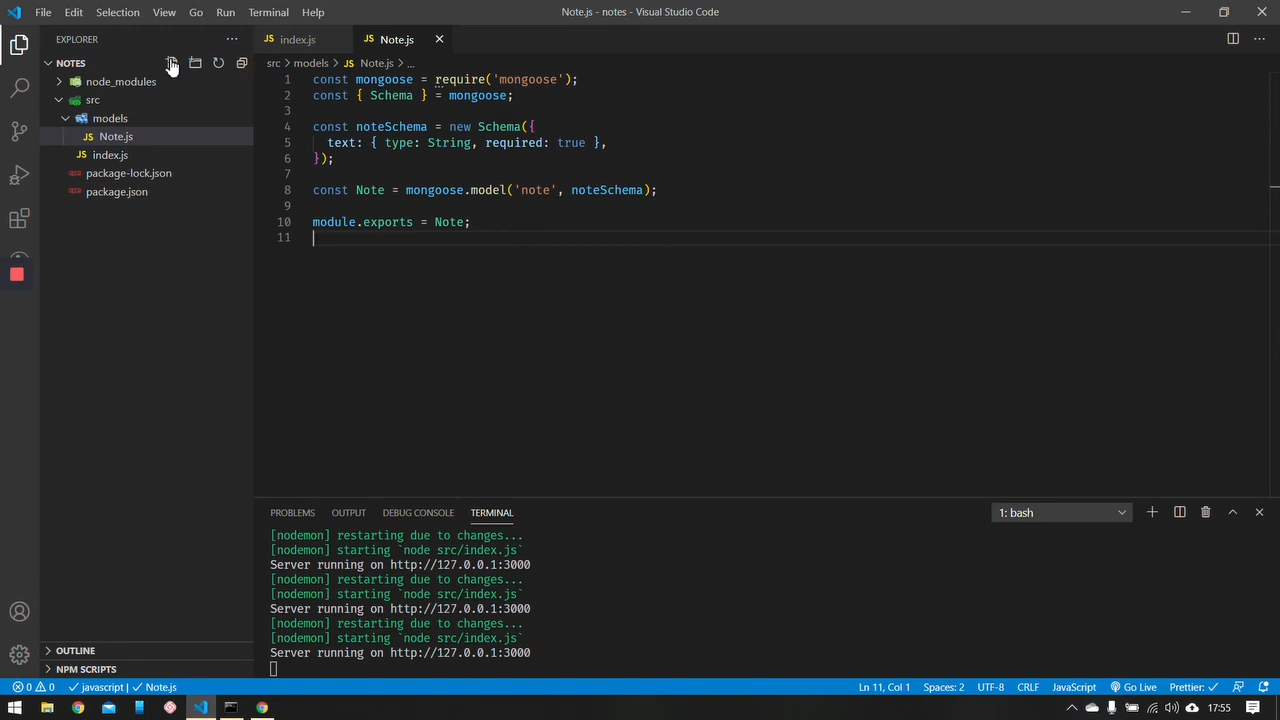 File Edit Selection View Go Run Terminal Help
Note.js - notes - Visual Studio Code
EXPLORER
NOTES
node_modules
src
models
JS Note.js
JS index.js
package-lock.json
package.json
OUTLINE
NPM SCRIPTS
JS index.js
JS Note.js
src > models > JS Note.js > ...
1 const mongoose = require('mongoose');
2 const { Schema } = mongoose;
3
4 const noteSchema = new Schema({
5 text: { type: String, required: true },
6 });
7
8 const Note = mongoose.model('note', noteSchema);
9
10 module.exports = Note;
11
PROBLEMS OUTPUT DEBUG CONSOLE TERMINAL
1: bash
[nodemon] restarting due to changes...
[nodemon] starting `node src/index.js`
Server running on http://127.0.0.1:3000
[nodemon] restarting due to changes...
[nodemon] starting `node src/index.js`
Server running on http://127.0.0.1:3000
[nodemon] restarting due to changes...
[nodemon] starting `node src/index.js`
Server running on http://127.0.0.1:3000
0 0 javascript | Note.js
Ln 11, Col 1 Spaces: 2 UTF-8 CRLF JavaScript Go Live Prettier:
17:55